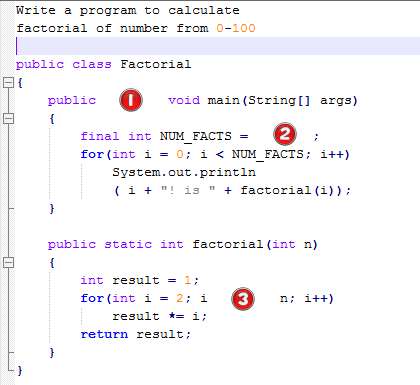 Write a program to calculate
factorial of number from 0-100
public class Factorial
{
public 1 void main(String[] args)
{
final int NUM_FACTS = 2 ;
for(int i = 0; i < NUM_FACTS; i++)
System.out.println
( i + "! is " + factorial(i));
}
public static int factorial(int n)
{
int result = 1;
for(int i = 2; i 3 n; i++)
result *= i;
return result;
}
}